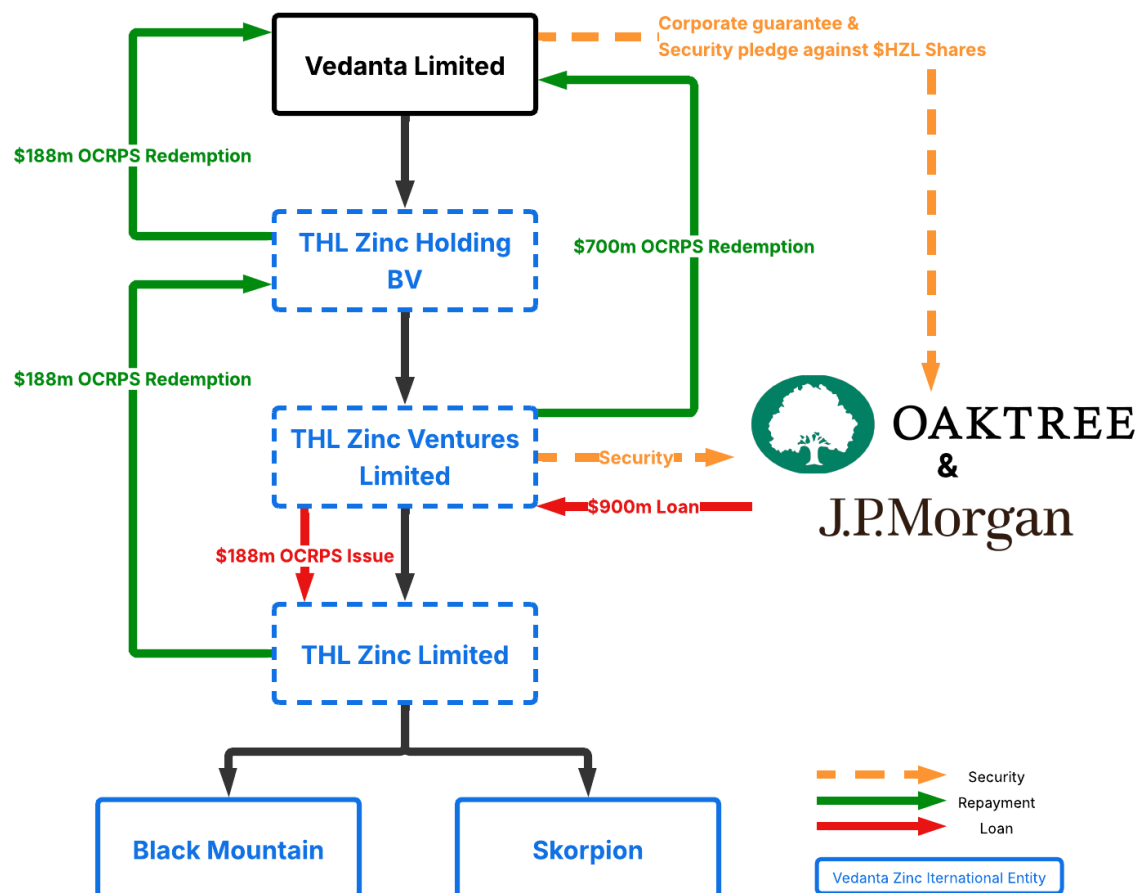 Corporate guarantee &
Security pledge against $HZL Shares
Vedanta Limited
$188m OCRPS Redemption
THL Zinc Holding
BV
$700m OCRPS Redemption
$188m OCRPS Redemption
THL Zinc Ventures
Limited
Security
OAKTREE
&
$900m Loan
J.P.Morgan
$188m OCRPS Issue
THL Zinc Limited
Security
Repayment
Loan
Black Mountain
Skorpion
Vedanta Zinc Iternational Entity